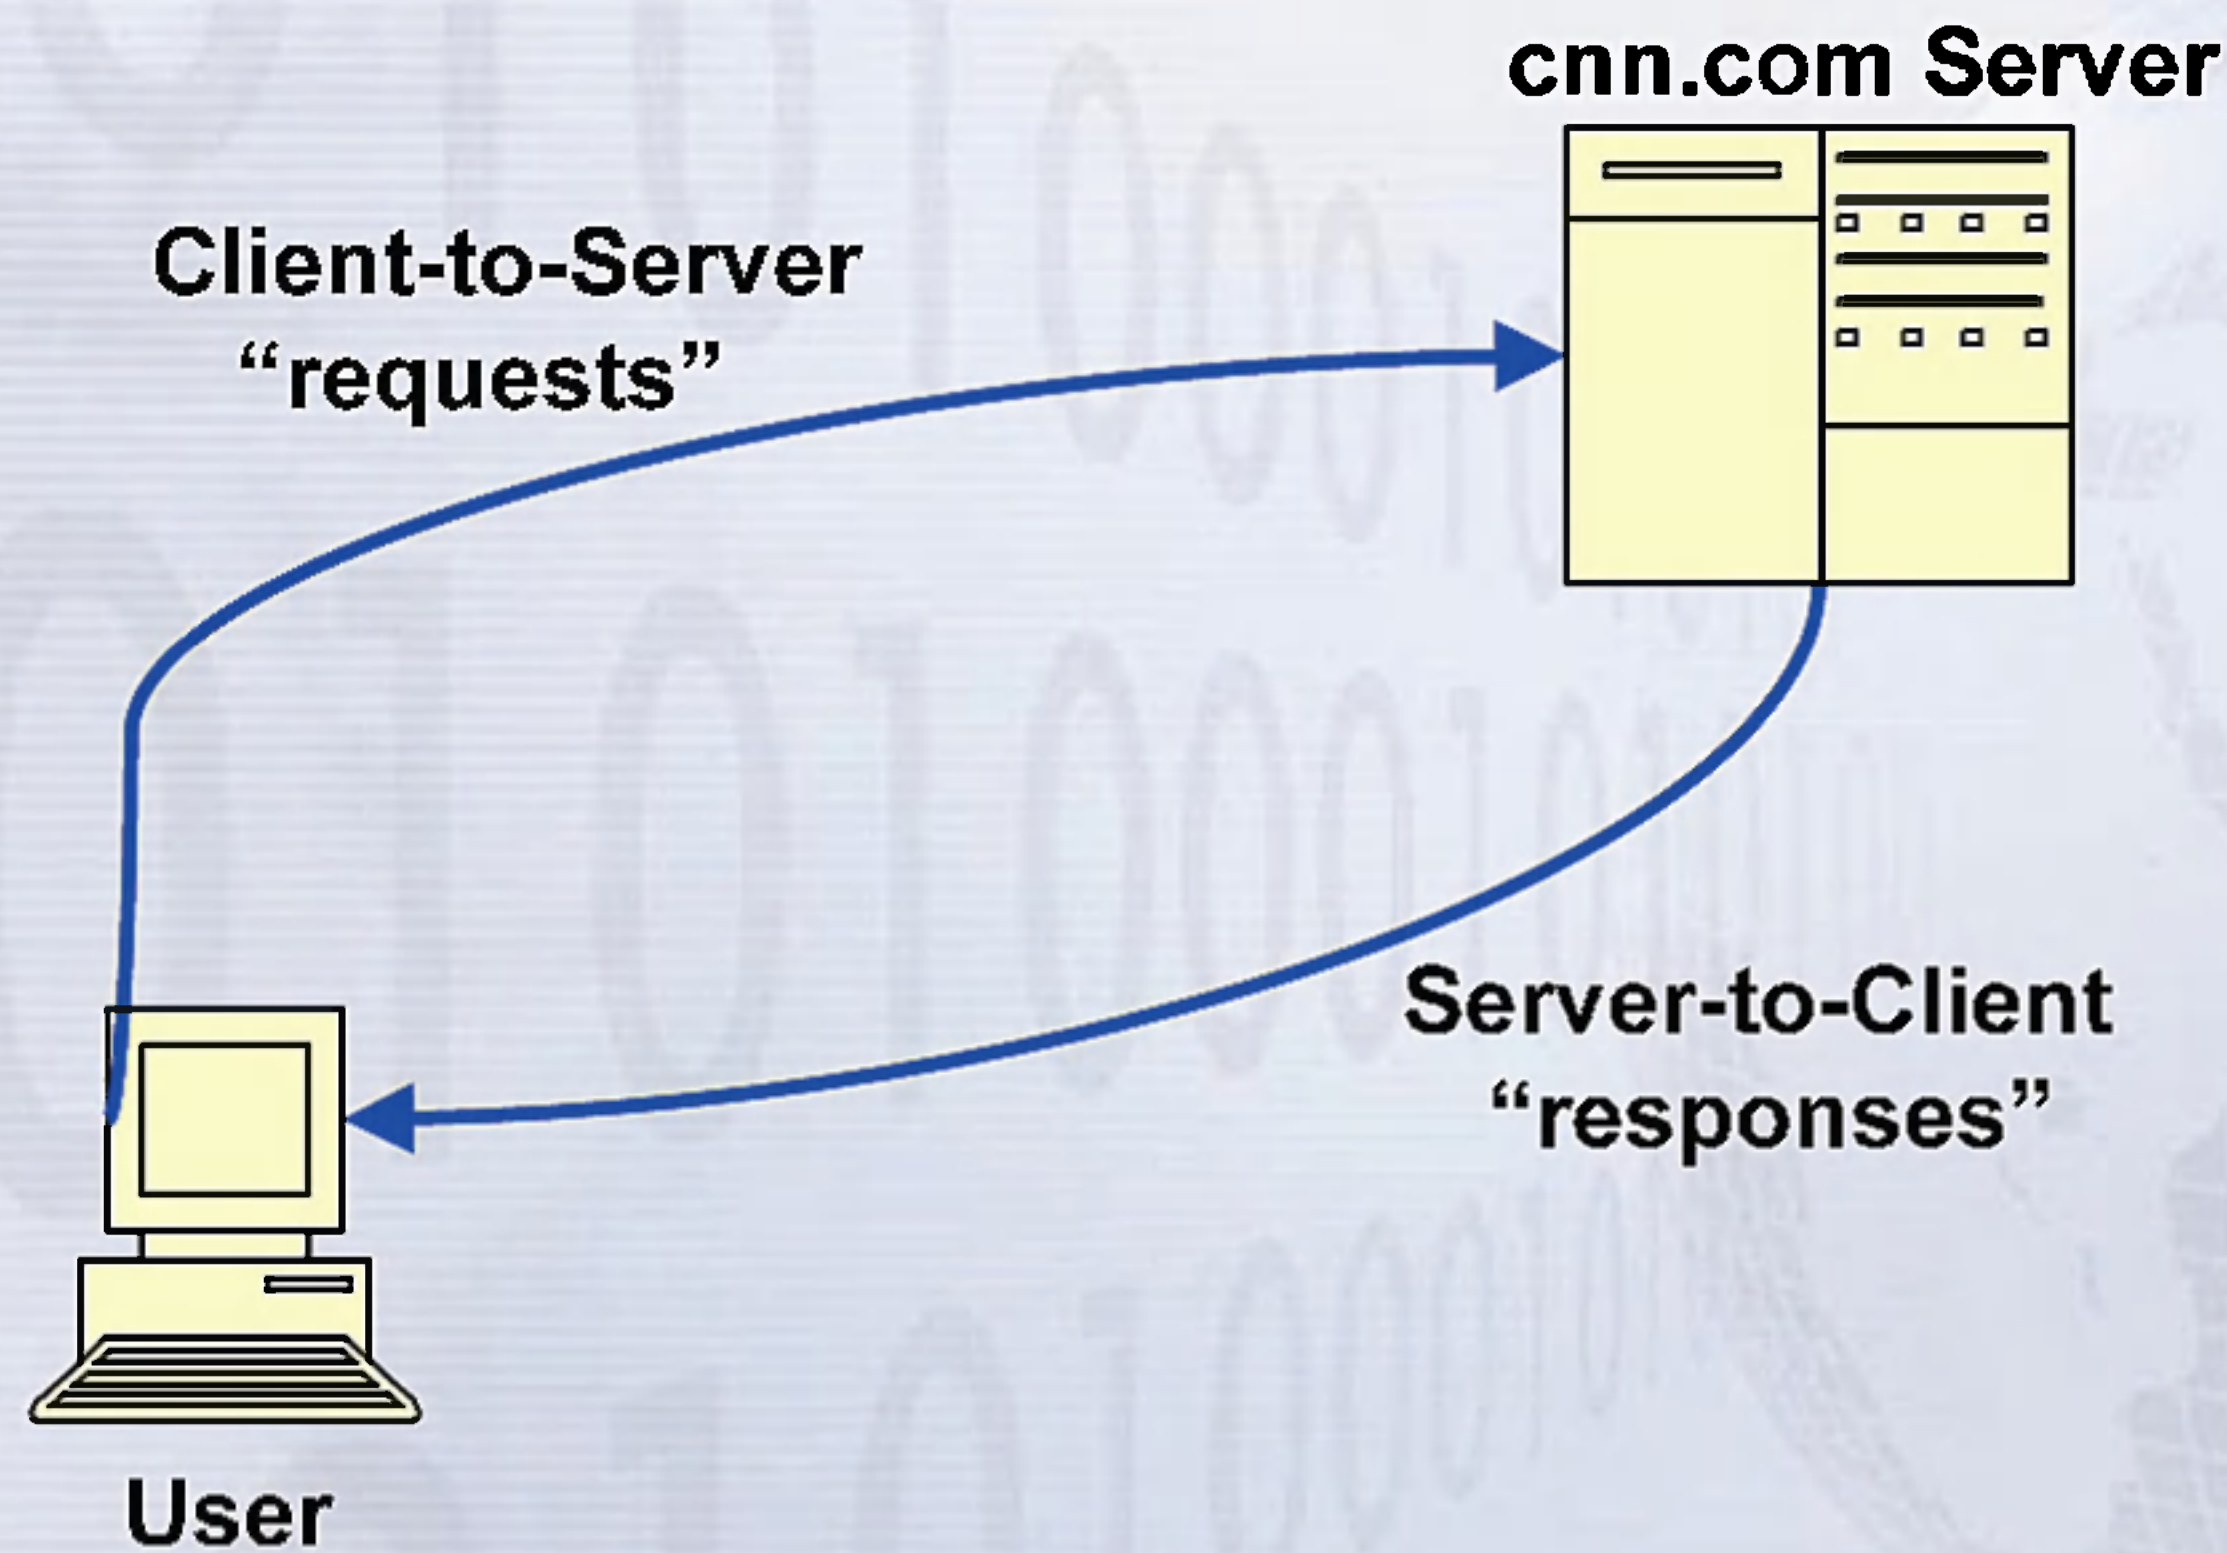 cnn.com Server
Client-to-Server
“requests”
Server-to-Client
“responses”
User